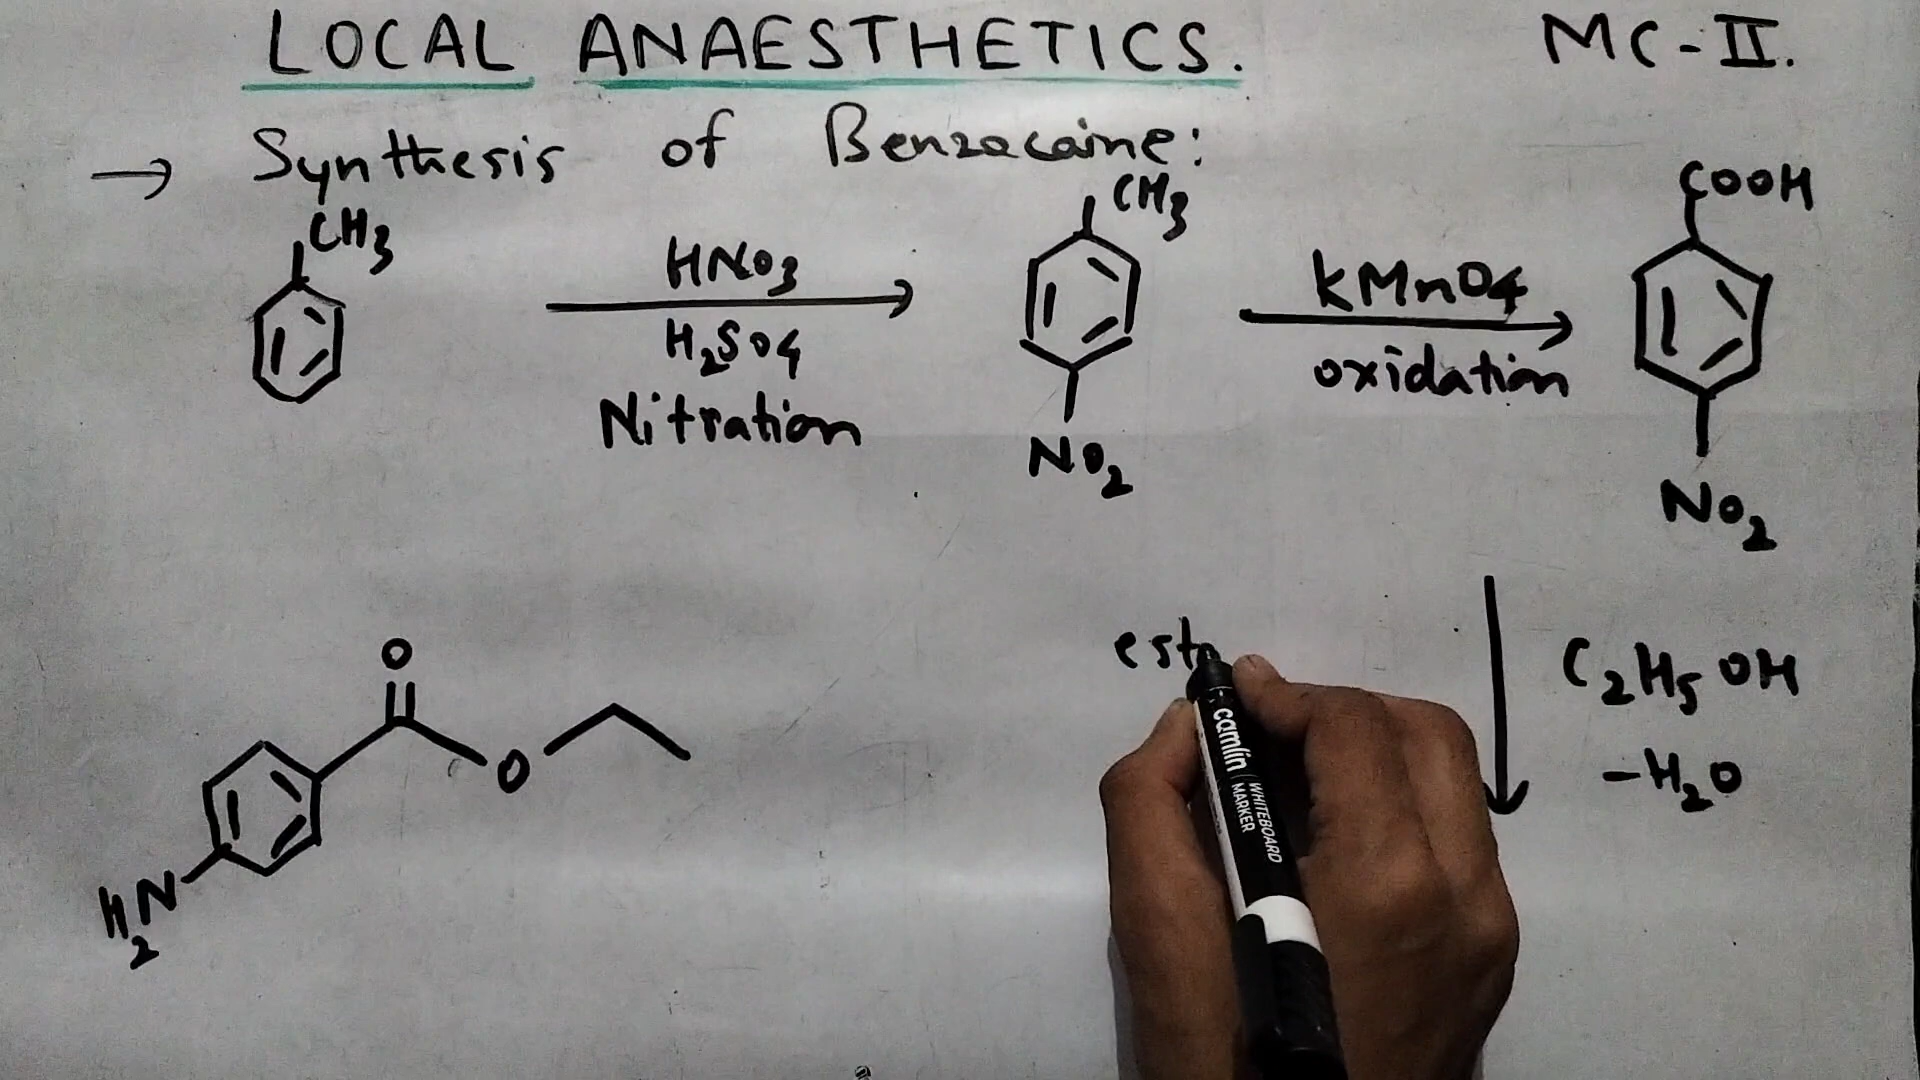 LOCAL ANAESTHETICS. MC-II.
→ Synthesis of Benzocaine:
CH3
HNO3
H2SO4
Nitration
CH3
NO2
KMnO4
oxidation
COOH
NO2
C2H5OH
-H2O
est
O
O
H2N
camlin WHITEBOARD MARKER